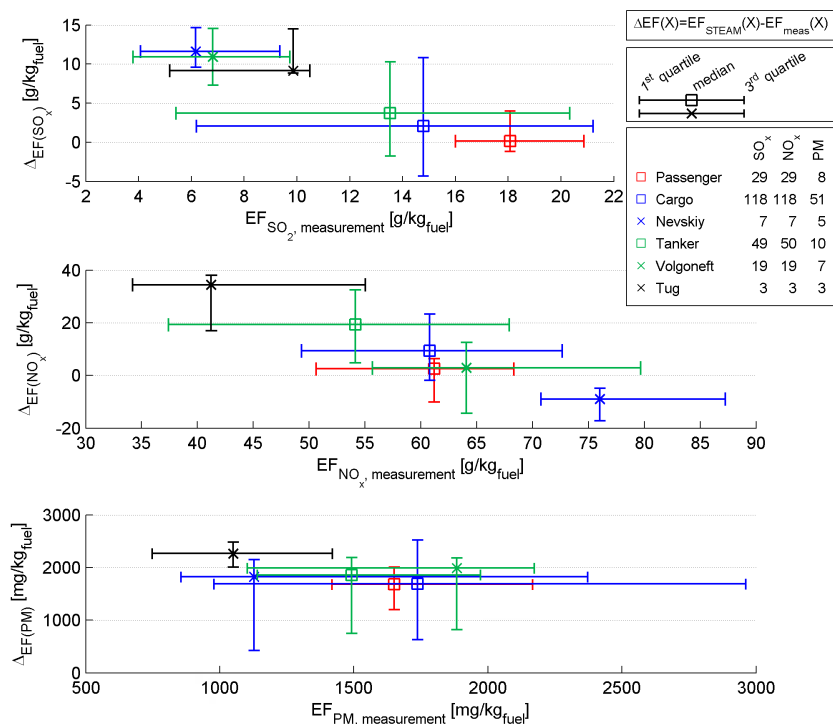 ΔEF(X)=EF_STEAM(X)-EF_meas(X)
1st quartile
median
3rd quartile
SOx NOx PM
Passenger 29 29 8
Cargo 118 118 51
Nevskiy 7 7 5
Tanker 49 50 10
Volgoneft 19 19 7
Tug 3 3 3
Δ_EF(SOx) [g/kg_fuel]
15
10
5
0
-5
2 4 6 8 10 12 14 16 18 20 22
EF_SO2, measurement [g/kg_fuel]
Δ_EF(NOx) [g/kg_fuel]
40
20
0
-20
30 35 40 45 50 55 60 65 70 75 80 85 90
EF_NOx, measurement [g/kg_fuel]
Δ_EF(PM) [mg/kg_fuel]
3000
2000
1000
0
500 1000 1500 2000 2500 3000
EF_PM, measurement [mg/kg_fuel]